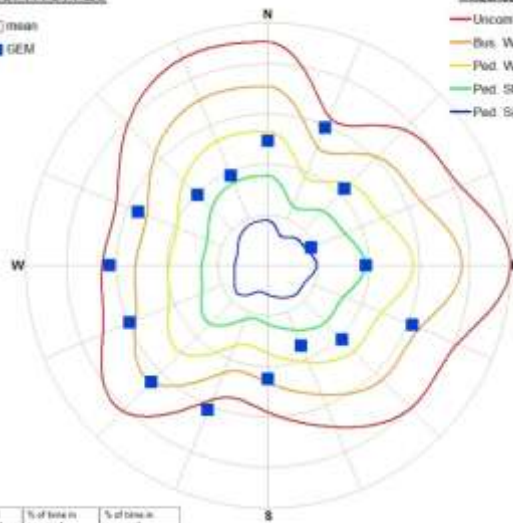 N
mean
GEM
Uncom
Bus. W
Ped. W
Ped. S
Ped. S
W
S
% of time in
% of time in